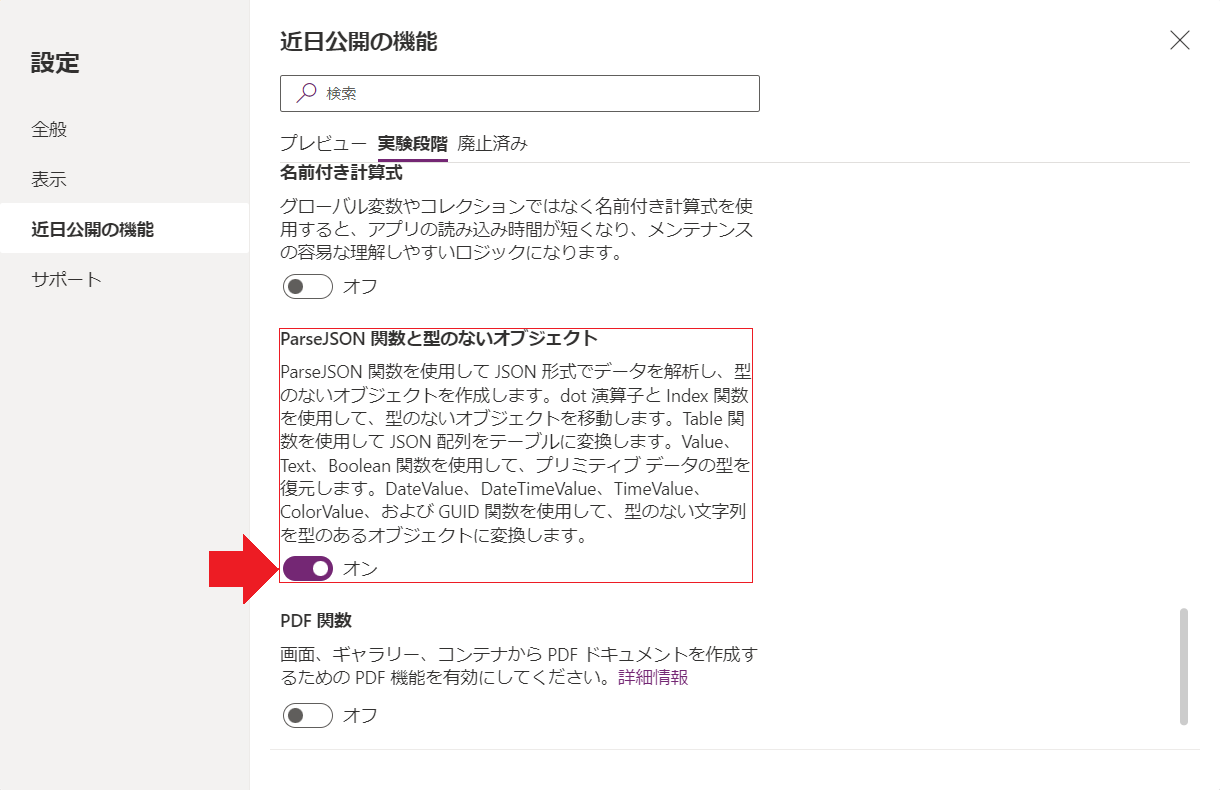 設定
全般
表示
近日公開の機能
サポート
近日公開の機能
検索
プレビュー 実験段階 廃止済み
名前付き計算式
グローバル変数やコレクションではなく名前付き計算式を使
用すると、アプリの読み込み時間が短くなり、メンテナンス
の容易な理解しやすいロジックになります。
オフ
ParseJSON 関数と型のないオブジェクト
ParseJSON 関数を使用して JSON 形式でデータを解析し、型
のないオブジェクトを作成します。dot 演算子と Index 関数
を使用して、型のないオブジェクトを移動します。Table 関
数を使用して JSON 配列をテーブルに変換します。Value、
Text、Boolean 関数を使用して、プリミティブ データの型を
復元します。DateValue、DateTimeValue、TimeValue、
ColorValue、および GUID 関数を使用して、型のない文字列
を型のあるオブジェクトに変換します。
オン
PDF 関数
画面、ギャラリー、コンテナから PDF ドキュメントを作成す
るための PDF 機能を有効にしてください。詳細情報
オフ